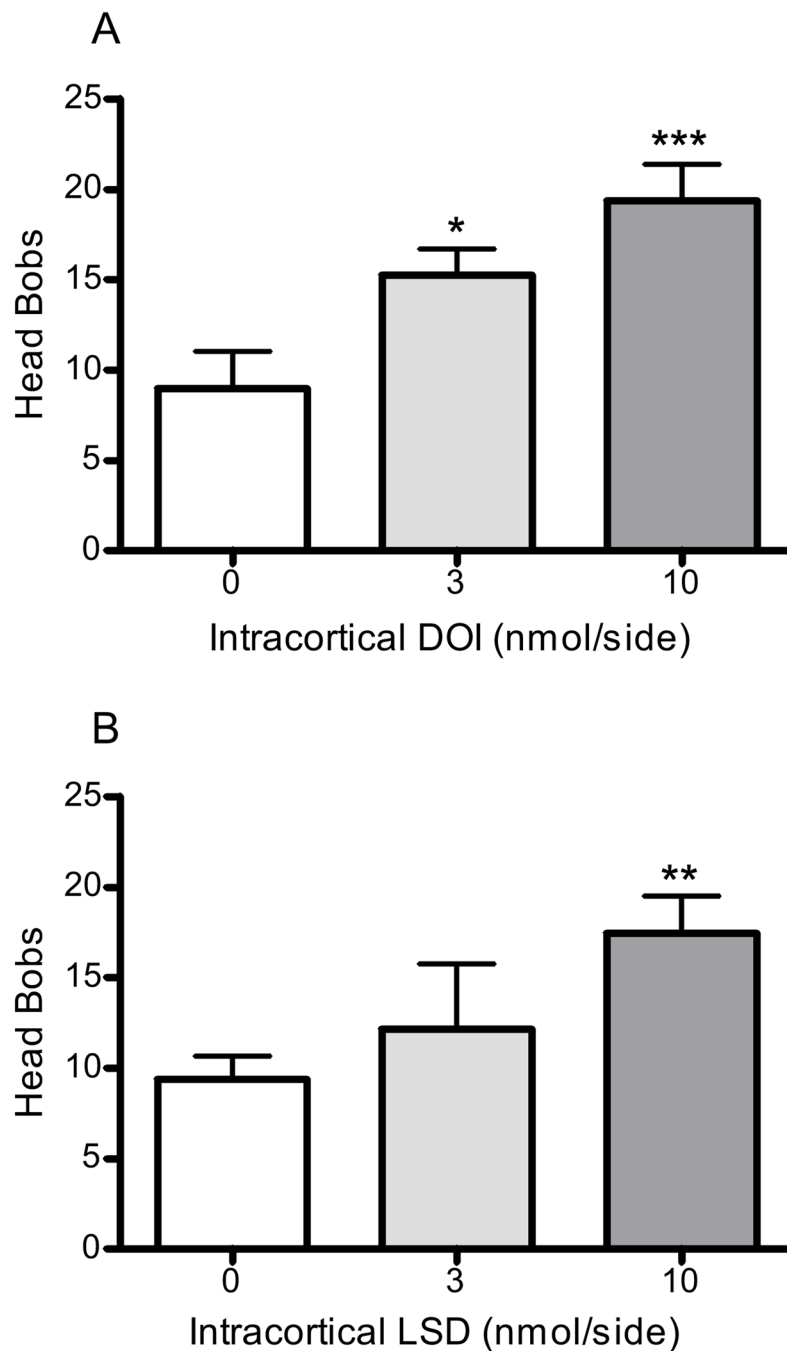 A
Head Bobs
25
20
15
10
5
0
*
***
0 3 10
Intracortical DOI (nmol/side)
B
Head Bobs
25
20
15
10
5
0
**
0 3 10
Intracortical LSD (nmol/side)